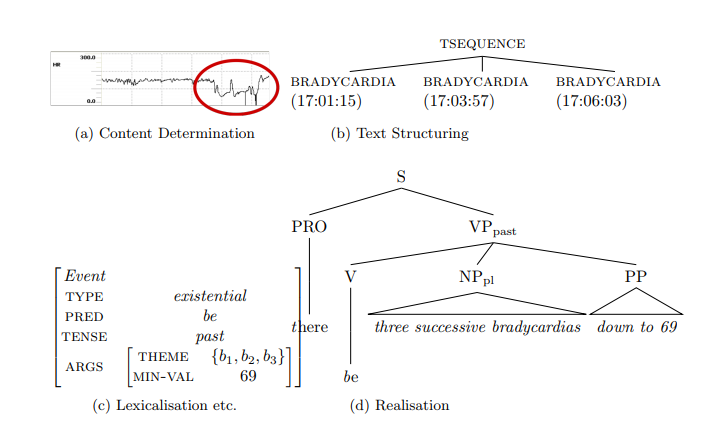 HR
300.0
0.0
(a) Content Determination
TSEQUENCE
BRADYCARDIA BRADYCARDIA BRADYCARDIA
(17:01:15) (17:03:57) (17:06:03)
(b) Text Structuring
Event
TYPE existential
PRED be
TENSE past
ARGS THEME {b1, b2, b3}
MIN-VAL 69
(c) Lexicalisation etc.
S
PRO VPpast
V NPpl PP
there three successive bradycardias down to 69
be
(d) Realisation